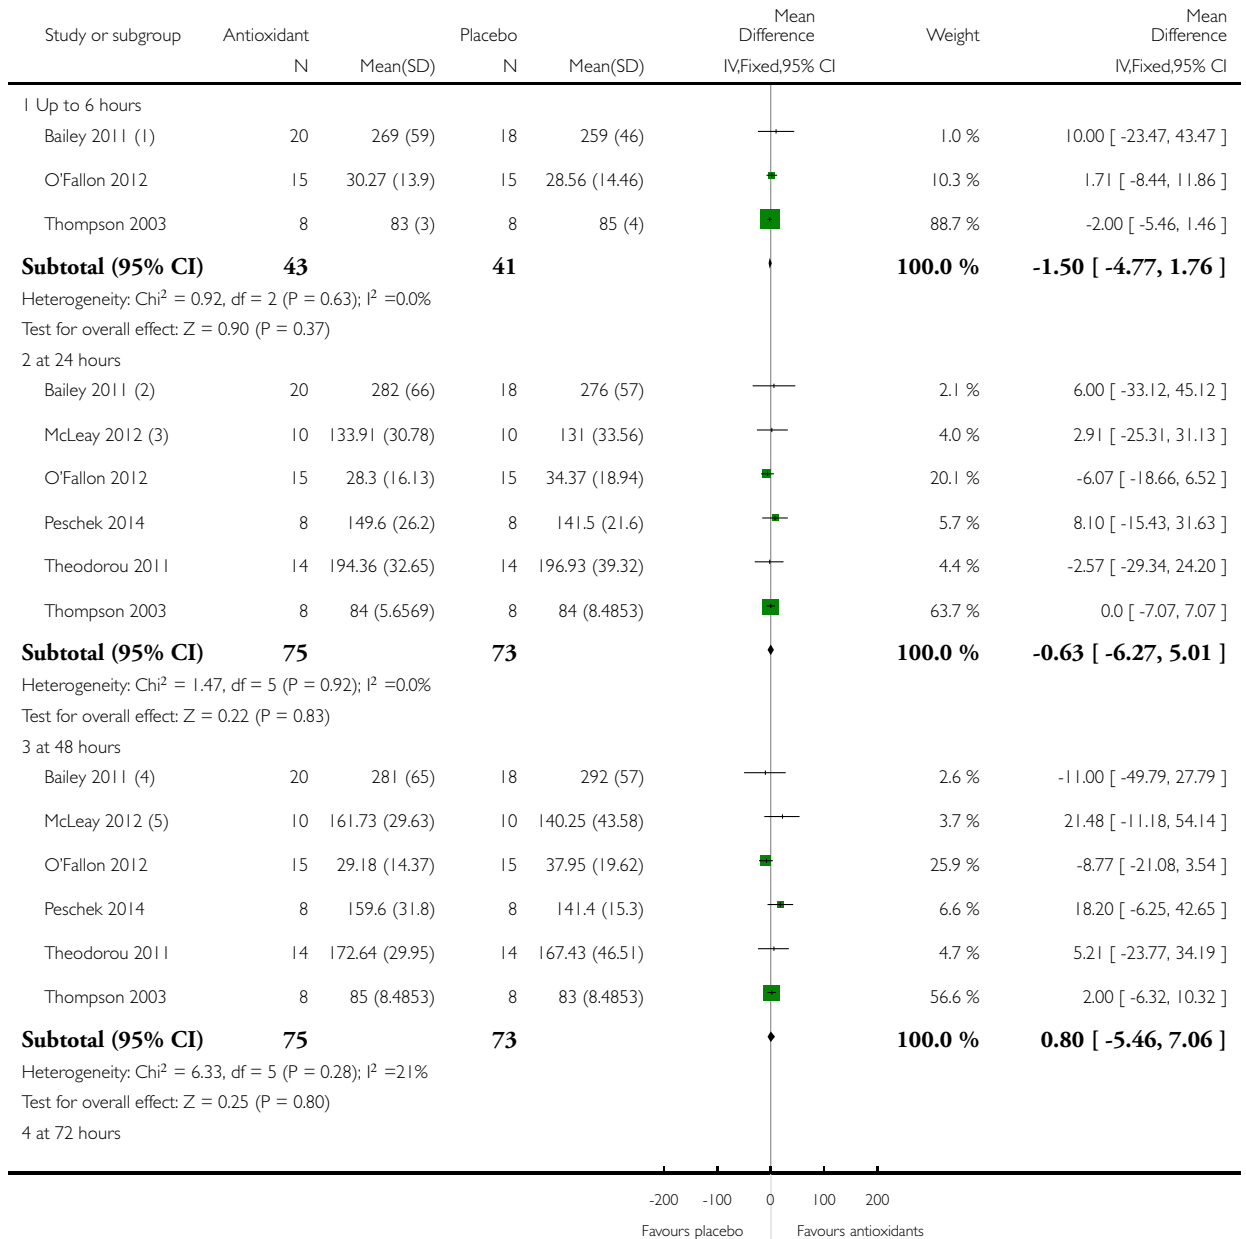 Study or subgroup Antioxidant Placebo Mean Difference Weight Mean Difference
N Mean(SD) N Mean(SD) IV,Fixed,95% CI IV,Fixed,95% CI
1 Up to 6 hours
Bailey 2011 (1) 20 269 (59) 18 259 (46) 1.0 % 10.00 [ -23.47, 43.47 ]
O'Fallon 2012 15 30.27 (13.9) 15 28.56 (14.46) 10.3 % 1.71 [ -8.44, 11.86 ]
Thompson 2003 8 83 (3) 8 85 (4) 88.7 % -2.00 [ -5.46, 1.46 ]
Subtotal (95% CI) 43 41 100.0 % -1.50 [ -4.77, 1.76 ]
Heterogeneity: Chi² = 0.92, df = 2 (P = 0.63); I² =0.0%
Test for overall effect: Z = 0.90 (P = 0.37)
2 at 24 hours
Bailey 2011 (2) 20 282 (66) 18 276 (57) 2.1 % 6.00 [ -33.12, 45.12 ]
McLeay 2012 (3) 10 133.91 (30.78) 10 131 (33.56) 4.0 % 2.91 [ -25.31, 31.13 ]
O'Fallon 2012 15 28.3 (16.13) 15 34.37 (18.94) 20.1 % -6.07 [ -18.66, 6.52 ]
Peschek 2014 8 149.6 (26.2) 8 141.5 (21.6) 5.7 % 8.10 [ -15.43, 31.63 ]
Theodorou 2011 14 194.36 (32.65) 14 196.93 (39.32) 4.4 % -2.57 [ -29.34, 24.20 ]
Thompson 2003 8 84 (5.6569) 8 84 (8.4853) 63.7 % 0.0 [ -7.07, 7.07 ]
Subtotal (95% CI) 75 73 100.0 % -0.63 [ -6.27, 5.01 ]
Heterogeneity: Chi² = 1.47, df = 5 (P = 0.92); I² =0.0%
Test for overall effect: Z = 0.22 (P = 0.83)
3 at 48 hours
Bailey 2011 (4) 20 281 (65) 18 292 (57) 2.6 % -11.00 [ -49.79, 27.79 ]
McLeay 2012 (5) 10 161.73 (29.63) 10 140.25 (43.58) 3.7 % 21.48 [ -11.18, 54.14 ]
O'Fallon 2012 15 29.18 (14.37) 15 37.95 (19.62) 25.9 % -8.77 [ -21.08, 3.54 ]
Peschek 2014 8 159.6 (31.8) 8 141.4 (15.3) 6.6 % 18.20 [ -6.25, 42.65 ]
Theodorou 2011 14 172.64 (29.95) 14 167.43 (46.51) 4.7 % 5.21 [ -23.77, 34.19 ]
Thompson 2003 8 85 (8.4853) 8 83 (8.4853) 56.6 % 2.00 [ -6.32, 10.32 ]
Subtotal (95% CI) 75 73 100.0 % 0.80 [ -5.46, 7.06 ]
Heterogeneity: Chi² = 6.33, df = 5 (P = 0.28); I² =21%
Test for overall effect: Z = 0.25 (P = 0.80)
4 at 72 hours
-200 -100 0 100 200
Favours placebo Favours antioxidants